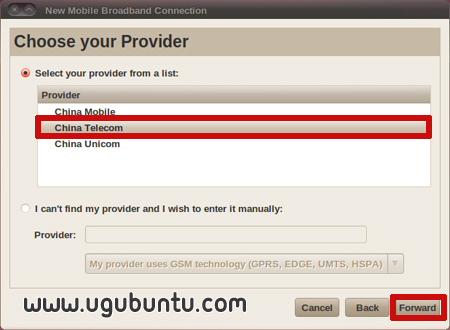 New Mobile Broadband Connection
Choose your Provider
Select your provider from a list:
Provider
China Mobile
China Telecom
China Unicom
I can't find my provider and I wish to enter it manually:
Provider:
My provider uses GSM technology (GPRS, EDGE, UMTS, HSPA)
www.ugubuntu.com
Cancel Back Forward